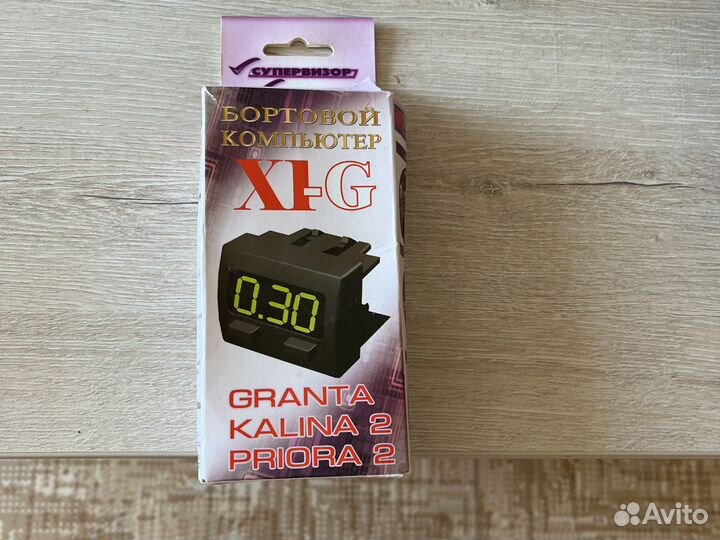 СУПЕРВИЗОР
БОРТОВОЙ
КОМПЬЮТЕР
X1-G
0.30
GRANTA
KALINA 2
PRIORA 2
Avito